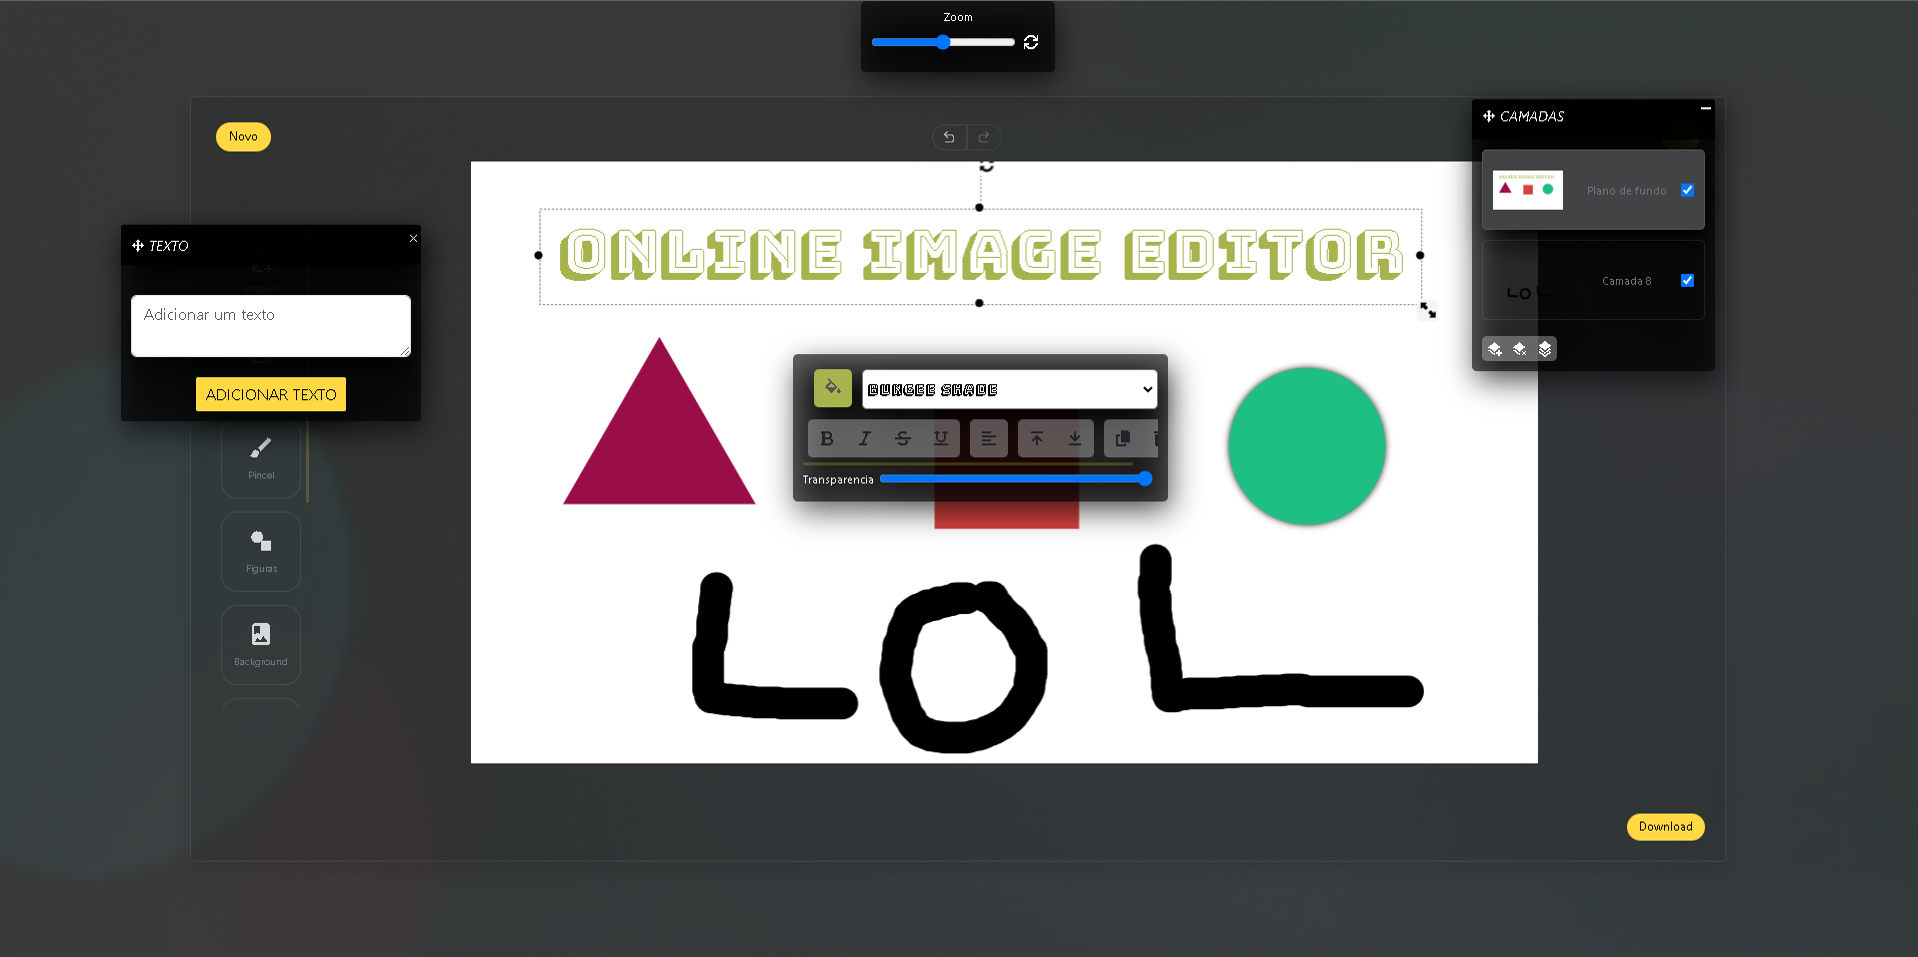 Zoom
Novo
CAMADAS
Plano de fundo
Camada 8
TEXTO
Adicionar um texto
ADICIONAR TEXTO
ONLINE IMAGE EDITOR
BUNGEE SHADE
B I S U
Transparencia
Pincel
Figuras
Background
LOL
Download